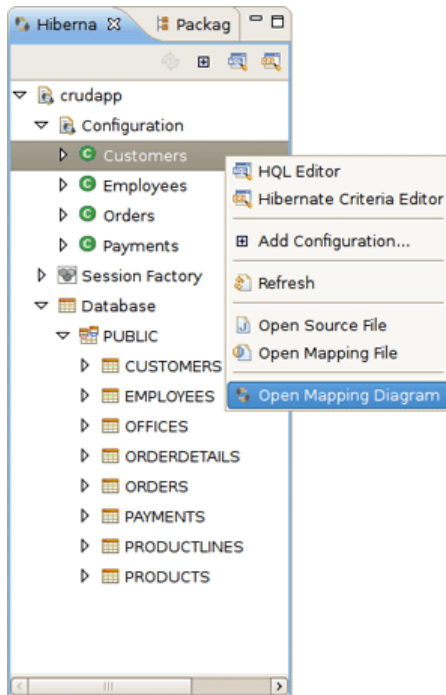 Hiberna
Packag
crudapp
Configuration
Customers
Employees
Orders
Payments
Session Factory
Database
PUBLIC
CUSTOMERS
EMPLOYEES
OFFICES
ORDERDETAILS
ORDERS
PAYMENTS
PRODUCTLINES
PRODUCTS
HQL Editor
Hibernate Criteria Editor
Add Configuration...
Refresh
Open Source File
Open Mapping File
Open Mapping Diagram